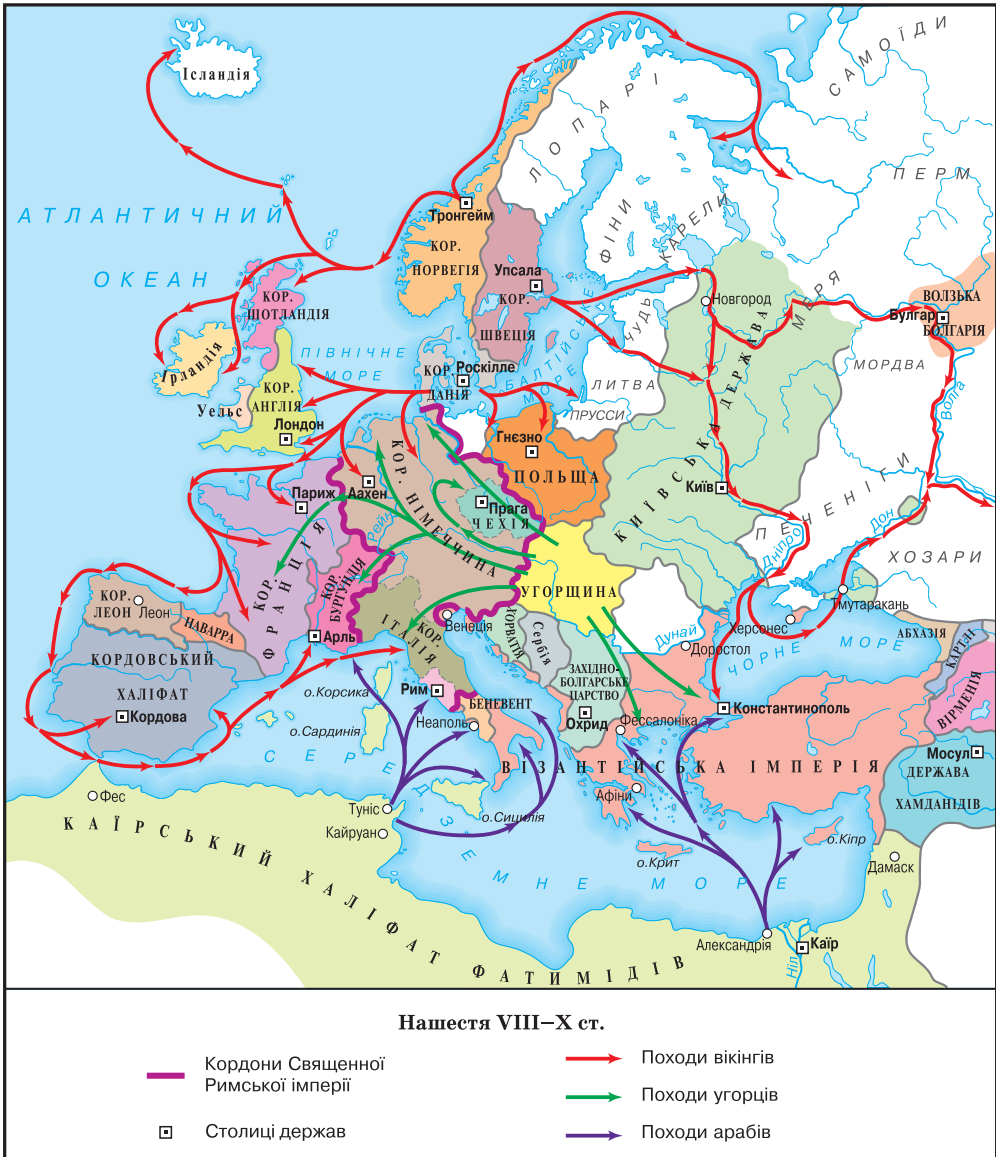 Ісландія
АТЛАНТИЧНИЙ
ОКЕАН
САМОЇДИ
ЛОПАРІ
ПЕРМ
ФІНИ
КАРЕЛИ
Тронгейм
КОР.
НОРВЕГІЯ
Упсала
КОР.
ШВЕЦІЯ
КОР.
ШОТЛАНДІЯ
Ірландія
ПІВНІЧНЕ
МОРЕ
КОР.
АНГЛІЯ
Уельс
Лондон
КОР.
ДАНІЯ
Роскілле
БАЛТІЙСЬКЕ
МОРЕ
ЧУДЬ
ЛИТВА
ПРУССИ
Новгород
МЕРЯ
ВОЛЗЬКА
БОЛГАРІЯ
Булгар
МОРДВА
Волга
КИЇВСЬКА ДЕРЖАВА
Київ
Гнєзно
ПОЛЬЩА
Париж
Аахен
Рейн
КОР. НІМЕЧЧИНА
Прага
ЧЕХІЯ
ПЕЧЕНІГИ
Дніпро
Дон
ХОЗАРИ
КОР. ФРАНЦІЯ
КОР.
БУРГУНДІЯ
УГОРЩИНА
Тмутаракань
Херсонес
КОР.
ЛЕОН
Леон
НАВАРРА
Арль
КОР.
ІТАЛІЯ
Венеція
ХОРВАТІЯ
Сербія
Дунай
Доростол
ЧОРНЕ МОРЕ
АБХАЗІЯ
КАРТЛІ
ВІРМЕНІЯ
КОРДОВСЬКИЙ
ХАЛІФАТ
Кордова
о.Корсика
о.Сардинія
Рим
Неаполь
БЕНЕВЕНТ
ЗАХІДНО-
БОЛГАРСЬКЕ
ЦАРСТВО
Охрид
Фессалоніка
Константинополь
ВІЗАНТІЙСЬКА ІМПЕРІЯ
Мосул
ДЕРЖАВА
ХАМДАНІДІВ
СЕРЕДЗЕМНЕ МОРЕ
Афіни
Фес
Туніс
Кайруан
о.Сицилія
о.Крит
о.Кіпр
Дамаск
КАЇРСЬКИЙ ХАЛІФАТ ФАТИМІДІВ
Александрія
Каїр
Ніл
Нашестя VIII–X ст.
Кордони Священної
Римської імперії
Столиці держав
Походи вікінгів
Походи угорців
Походи арабів